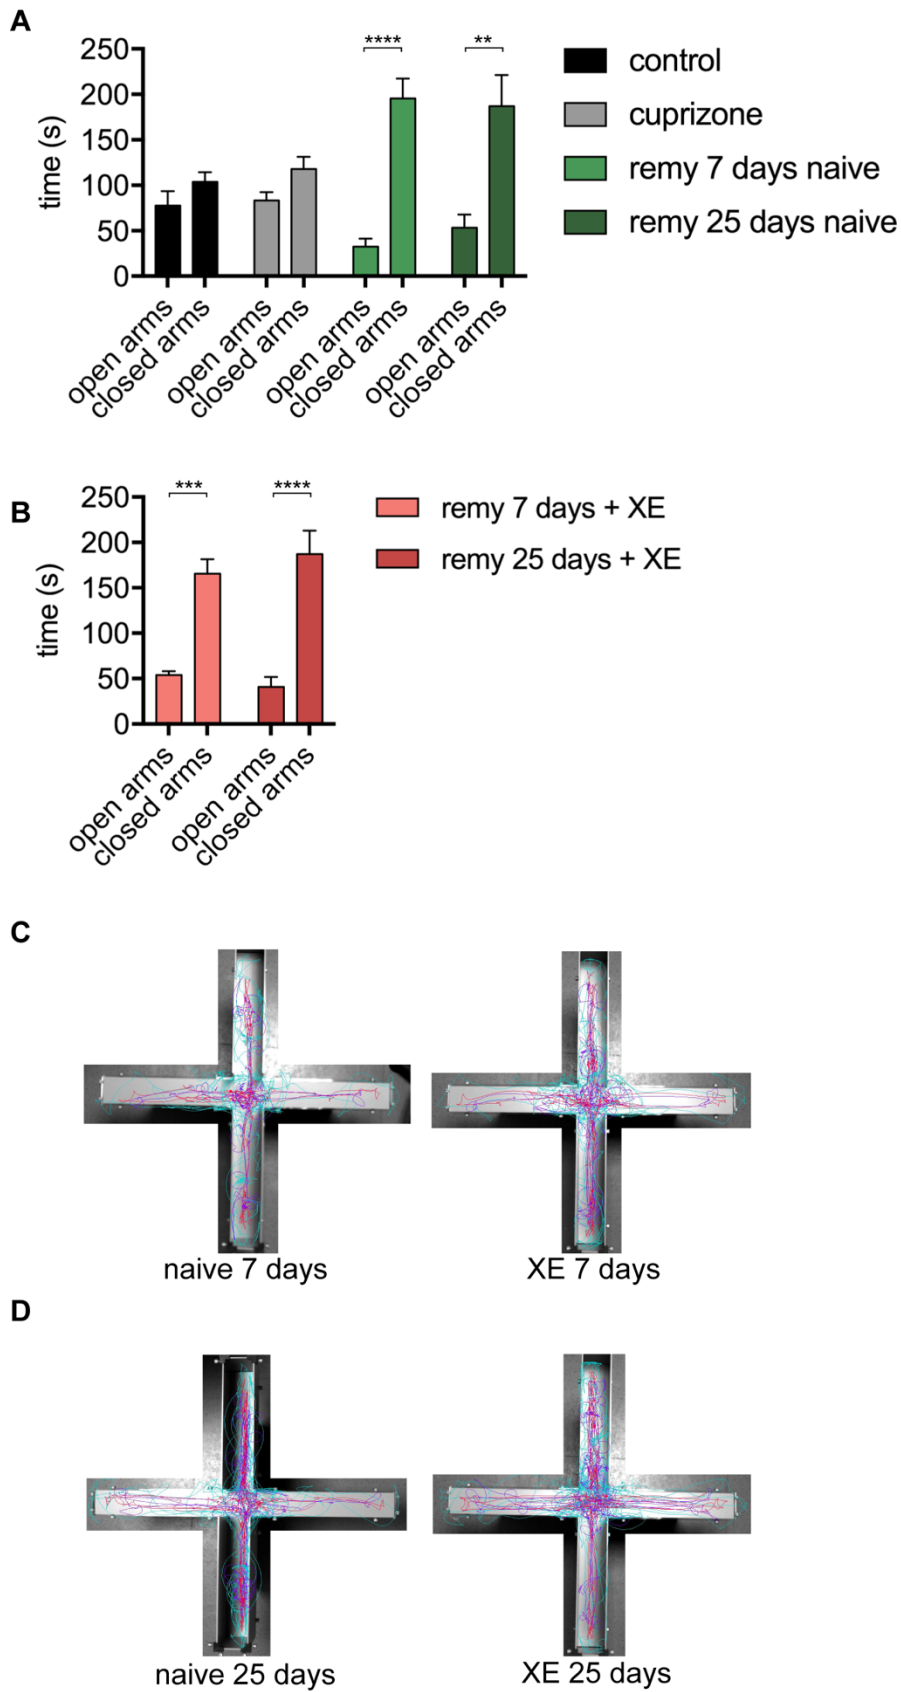 A
time (s)
250
200
150
100
50
0
****
**
open arms
closed arms
open arms
closed arms
open arms
closed arms
open arms
closed arms
control
cuprizone
remy 7 days naive
remy 25 days naive
B
time (s)
250
200
150
100
50
0
***
****
open arms
closed arms
open arms
closed arms
remy 7 days + XE
remy 25 days + XE
C
naive 7 days
XE 7 days
D
naive 25 days
XE 25 days